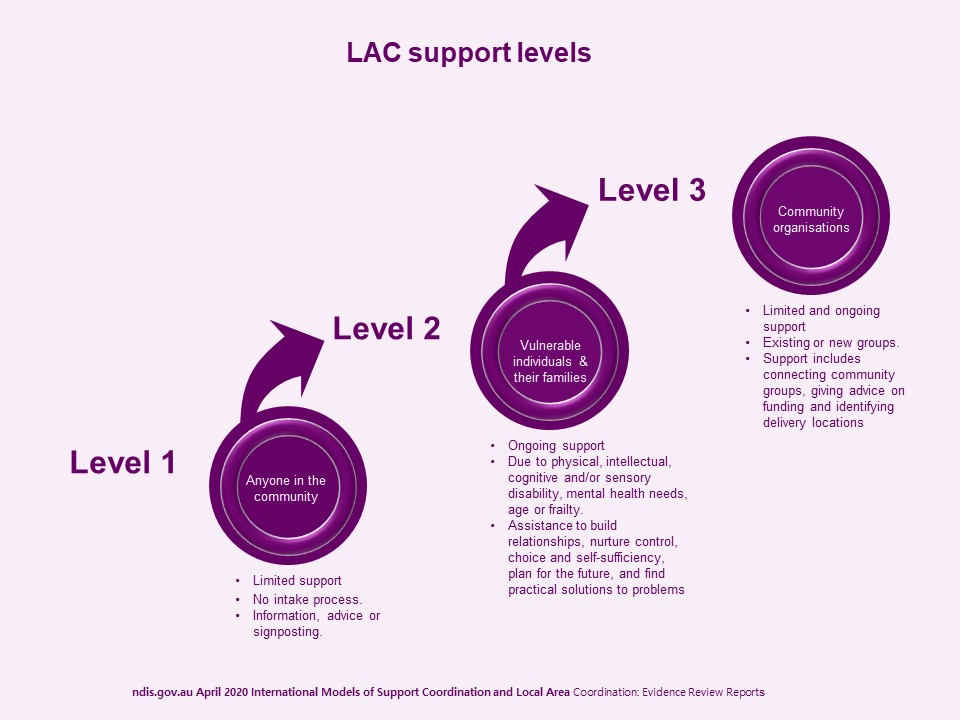 LAC support levels
Level 1
Anyone in the
community
• Limited support
• No intake process.
• Information, advice or
signposting.
Level 2
Vulnerable
individuals &
their families
• Ongoing support
• Due to physical, intellectual,
cognitive and/or sensory
disability, mental health needs,
age or frailty.
• Assistance to build
relationships, nurture control,
choice and self-sufficiency,
plan for the future, and find
practical solutions to problems
Level 3
Community
organisations
• Limited and ongoing
support
• Existing or new groups.
• Support includes
connecting community
groups, giving advice on
funding and identifying
delivery locations
ndis.gov.au April 2020 International Models of Support Coordination and Local Area Coordination: Evidence Review Reports